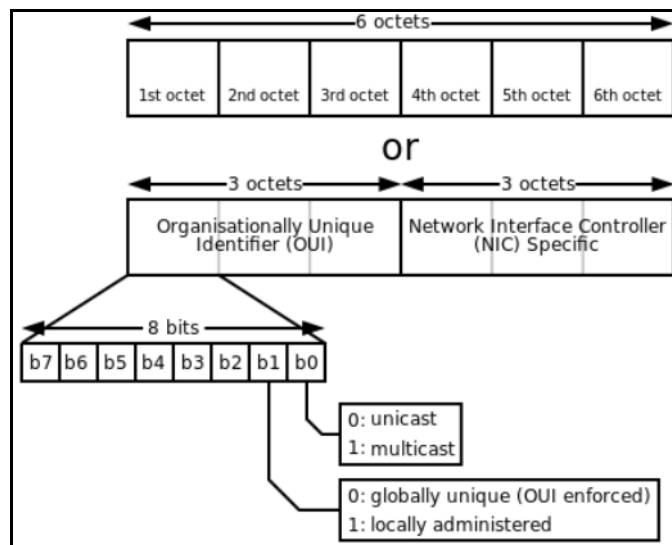 6 octets
1st octet 2nd octet 3rd octet 4th octet 5th octet 6th octet
or
3 octets 3 octets
Organisationally Unique Network Interface Controller
Identifier (OUI) (NIC) Specific
8 bits
b7 b6 b5 b4 b3 b2 b1 b0
0: unicast
1: multicast
0: globally unique (OUI enforced)
1: locally administered